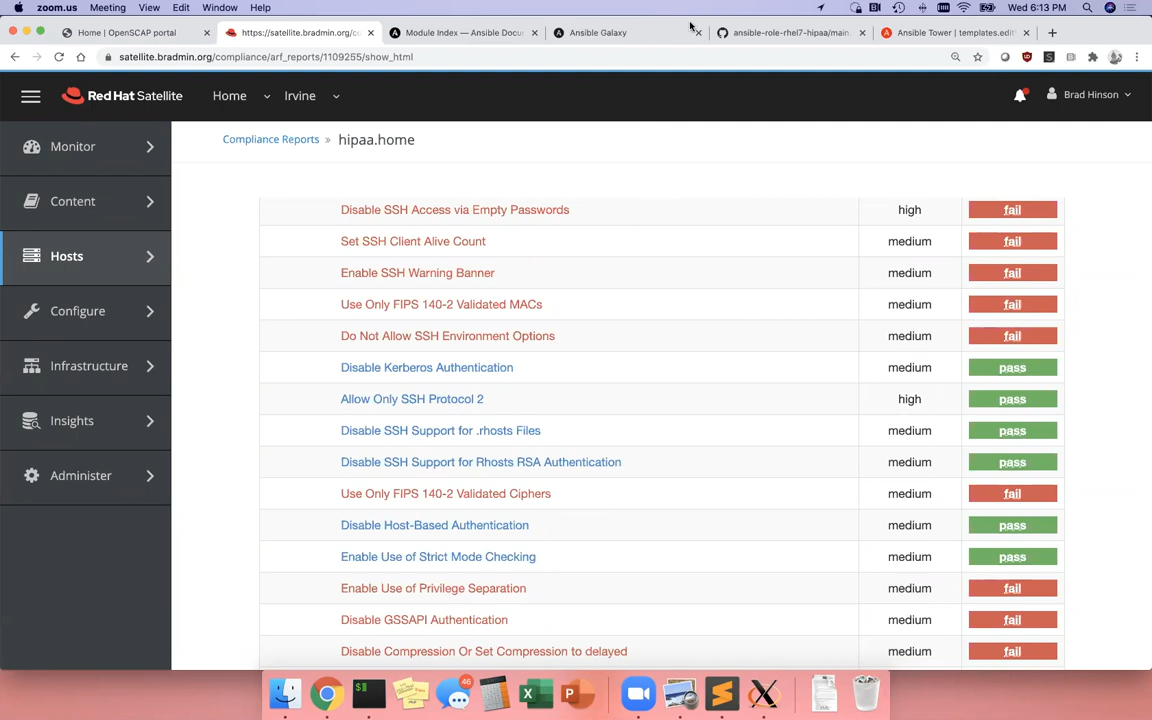 zoom.us Meeting View Edit Window Help Wed 6:13 PM
Home | OpenSCAP portal × https://satellite.bradmin.org/c × Module Index — Ansible Docu × Ansible Galaxy × ansible-role-rhel7-hipaa/main. × Ansible Tower | templates.edit × +
satellite.bradmin.org/compliance/arf_reports/1109255/show_html
Red Hat Satellite Home Irvine Brad Hinson
Compliance Reports » hipaa.home
Monitor
Content
Hosts
Configure
Infrastructure
Insights
Administer
Disable SSH Access via Empty Passwords high fail
Set SSH Client Alive Count medium fail
Enable SSH Warning Banner medium fail
Use Only FIPS 140-2 Validated MACs medium fail
Do Not Allow SSH Environment Options medium fail
Disable Kerberos Authentication medium pass
Allow Only SSH Protocol 2 high pass
Disable SSH Support for .rhosts Files medium pass
Disable SSH Support for Rhosts RSA Authentication medium pass
Use Only FIPS 140-2 Validated Ciphers medium fail
Disable Host-Based Authentication medium pass
Enable Use of Strict Mode Checking medium pass
Enable Use of Privilege Separation medium fail
Disable GSSAPI Authentication medium fail
Disable Compression Or Set Compression to delayed medium fail
46